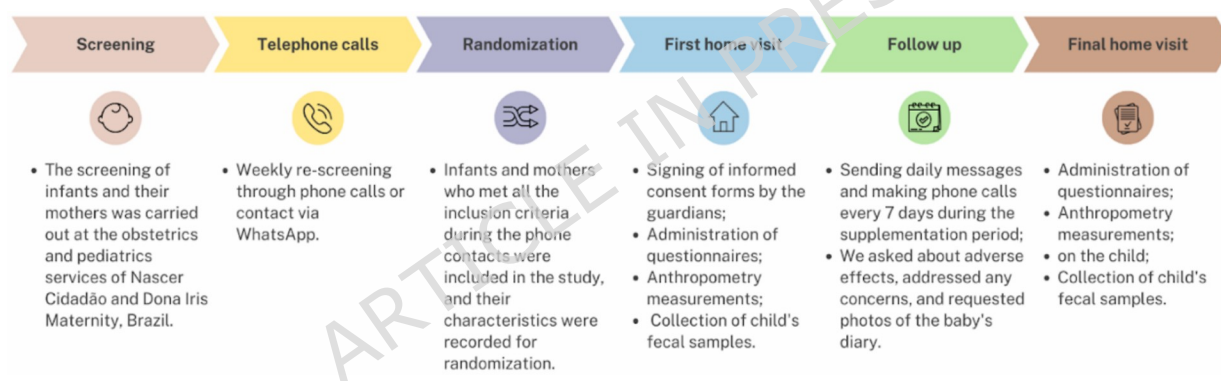 Screening
Telephone calls
Randomization
First home visit
Follow up
Final home visit
• The screening of
infants and their
mothers was carried
out at the obstetrics
and pediatrics
services of Nascer
Cidadão and Dona Iris
Maternity, Brazil.
• Weekly re-screening
through phone calls or
contact via
WhatsApp.
• Infants and mothers
who met all the
inclusion criteria
during the phone
contacts were
included in the study,
and their
characteristics were
recorded for
randomization.
• Signing of informed
consent forms by the
guardians;
• Administration of
questionnaires;
• Anthropometry
measurements;
• Collection of child's
fecal samples.
• Sending daily messages
and making phone calls
every 7 days during the
supplementation period;
• We asked about adverse
effects, addressed any
concerns, and requested
photos of the baby's
diary.
• Administration of
questionnaires;
• Anthropometry
measurements;
• on the child;
• Collection of child's
fecal samples.
ARTICLE IN PRES